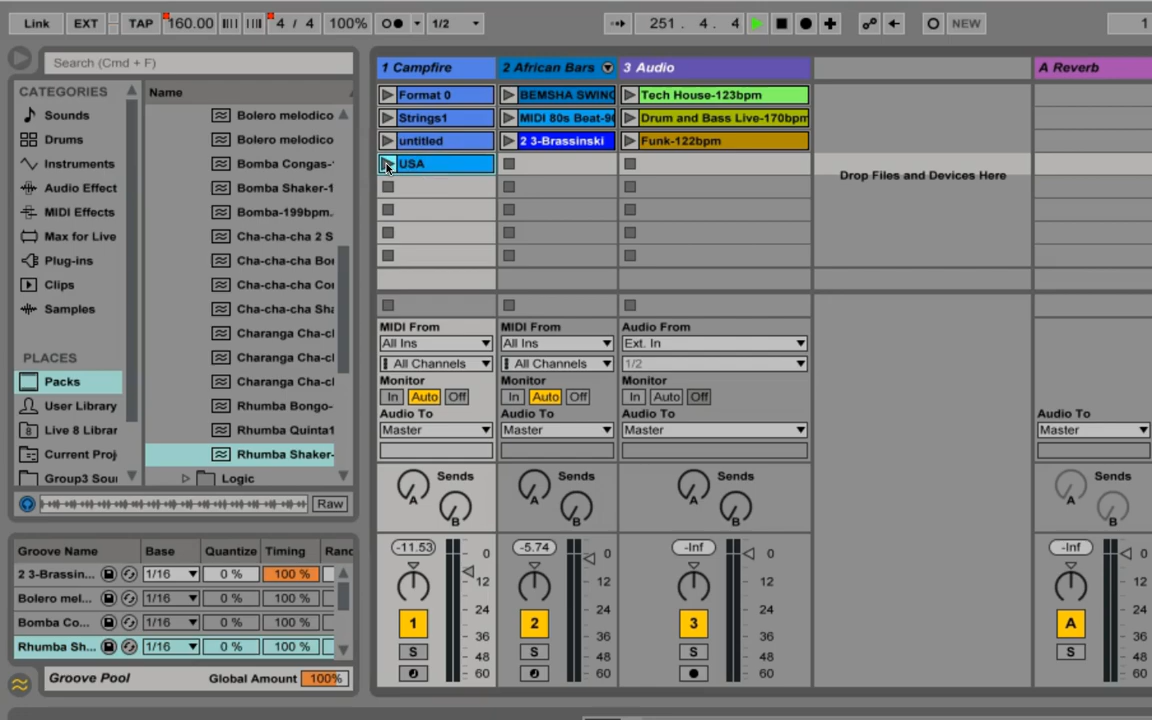 Link EXT TAP 160.00 4 / 4 100% 1/2 251 . 4 . 4 NEW 1
Search (Cmd + F)
CATEGORIES
Sounds
Drums
Instruments
Audio Effect
MIDI Effects
Max for Live
Plug-ins
Clips
Samples
PLACES
Packs
User Library
Live 8 Librar
Current Proj
Group3 Sou
Name
Bolero melodico
Bolero melodico
Bomba Congas-
Bomba Shaker-1
Bomba-199bpm.
Cha-cha-cha 2 S
Cha-cha-cha Bo
Cha-cha-cha Co
Cha-cha-cha Sha
Charanga Cha-c
Charanga Cha-c
Charanga Cha-c
Rhumba Bongo-
Rhumba Quinta1
Rhumba Shaker-
Logic
Raw
Groove Name Base Quantize Timing Ranc
2 3-Brassin... 1/16 0 % 100 %
Bolero mel... 1/16 0 % 100 %
Bomba Co... 1/16 0 % 100 %
Rhumba Sh... 1/16 0 % 100 %
Groove Pool Global Amount 100%
1 Campfire 2 African Bars 3 Audio A Reverb
Format 0 BEMSHA SWING Tech House-123bpm
Strings1 MIDI 80s Beat-9 Drum and Bass Live-170bpm
untitled 2 3-Brassinski Funk-122bpm
USA
Drop Files and Devices Here
MIDI From MIDI From Audio From
All Ins All Ins Ext. In
All Channels All Channels 1/2
Monitor Monitor Monitor
In Auto Off In Auto Off In Auto Off
Audio To Audio To Audio To Audio To
Master Master Master Master
Sends Sends Sends
A A A A
B B B B
-11.53 -5.74 -Inf -Inf
0 0 0 0
12 12 12 12
1 2 3 A
24 24 24 24
36 36 36 36
S S S S
48 48 48 48
60 60 60 60